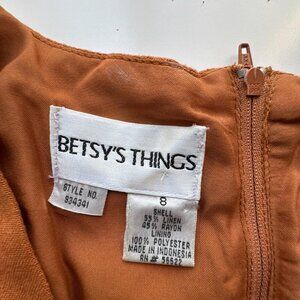 BETSY'S THINGS
STYLE NO.
834341
8
SHELL
55% LINEN
45% RAYON
LINING
100% POLYESTER
MADE IN INDONESIA
RN# 56522